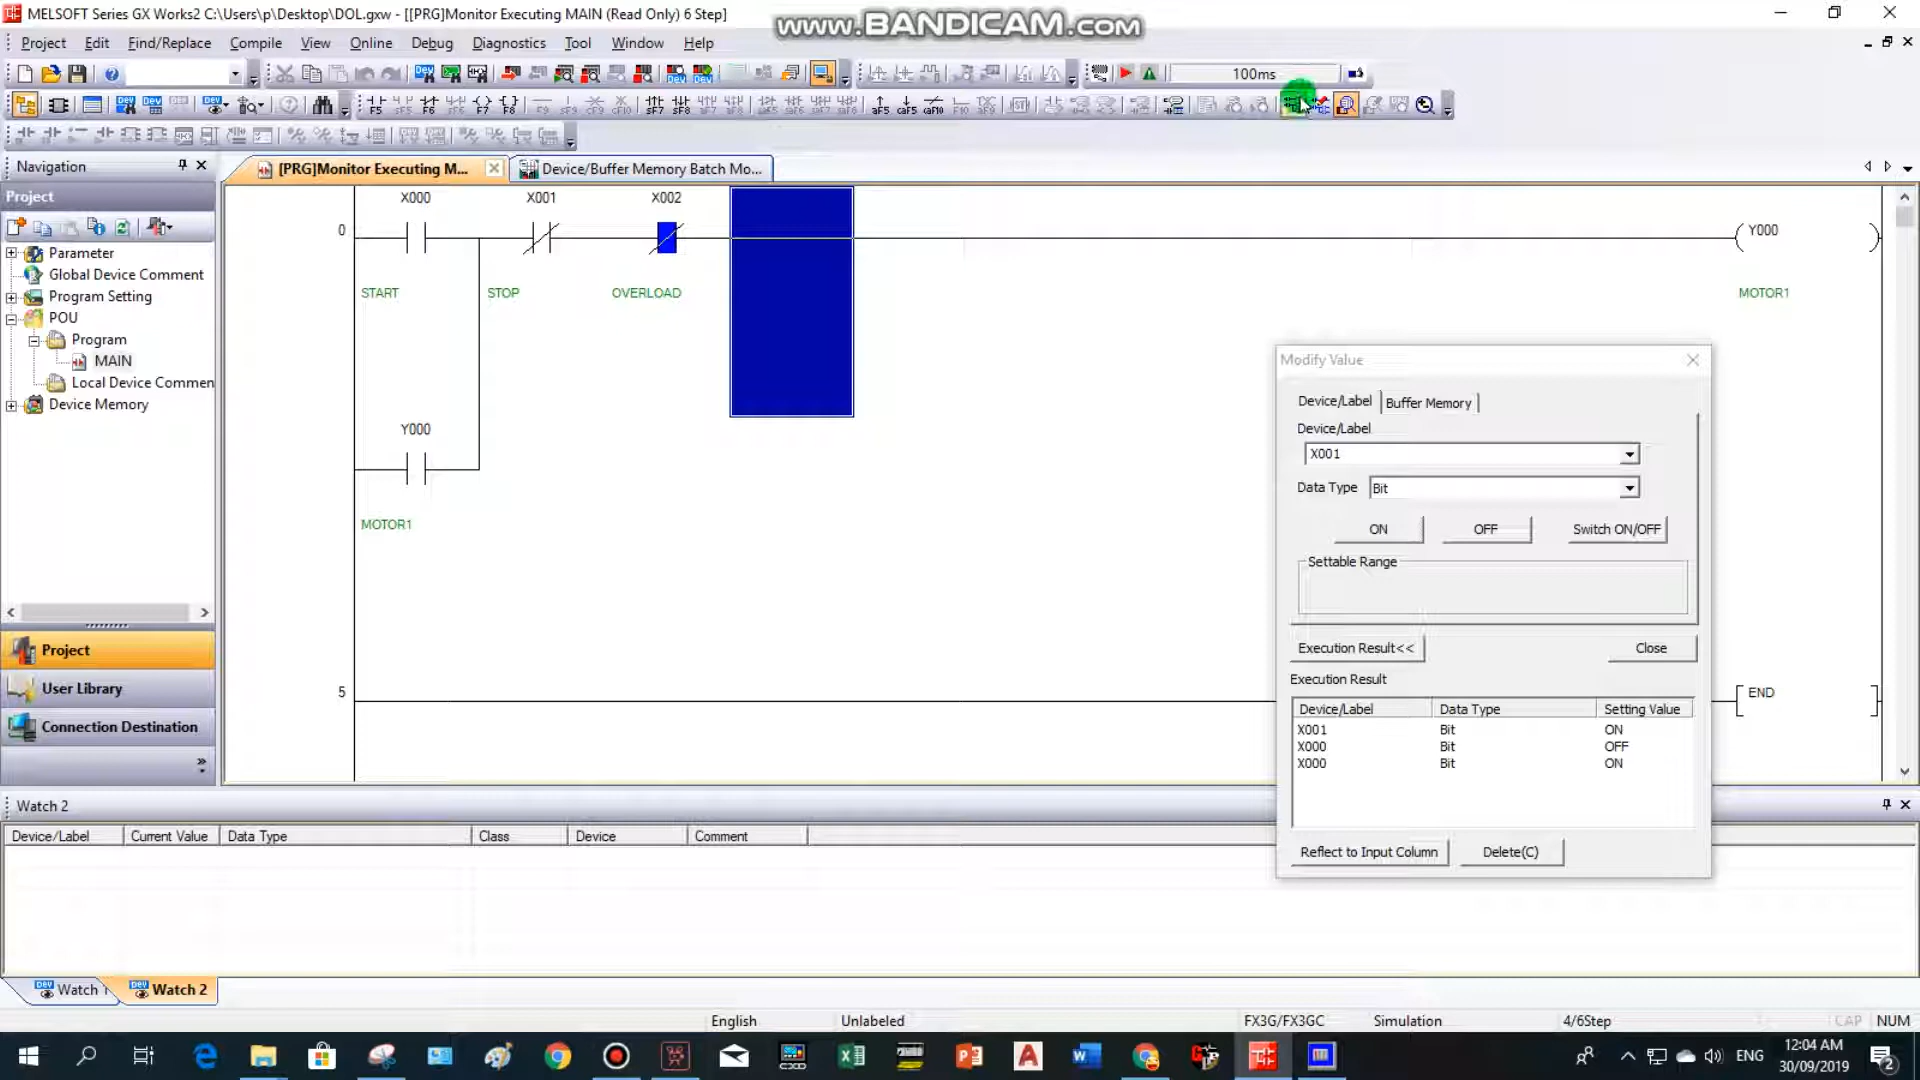 MELSOFT Series GX Works2 C:\Users\p\Desktop\DOL.gxw - [[PRG]Monitor Executing MAIN (Read Only) 6 Step]
www.BANDICAM.com
Project Edit Find/Replace Compile View Online Debug Diagnostics Tool Window Help
100ms
Navigation
[PRG]Monitor Executing M...
Device/Buffer Memory Batch Mo...
Project
Parameter
Global Device Comment
Program Setting
POU
Program
MAIN
Local Device Commen
Device Memory
Project
User Library
Connection Destination
X000 X001 X002
0
Y000
START STOP OVERLOAD MOTOR1
Y000
MOTOR1
5
END
Modify Value
Device/Label Buffer Memory
Device/Label
X001
Data Type Bit
ON OFF Switch ON/OFF
Settable Range
Execution Result<< Close
Execution Result
Device/Label Data Type Setting Value
X001 Bit ON
X000 Bit OFF
X000 Bit ON
Reflect to Input Column Delete(C)
Watch 2
Device/Label Current Value Data Type Class Device Comment
Watch 1 Watch 2
English Unlabeled FX3G/FX3GC Simulation 4/6Step CAP NUM
ENG
12:04 AM
30/09/2019
2